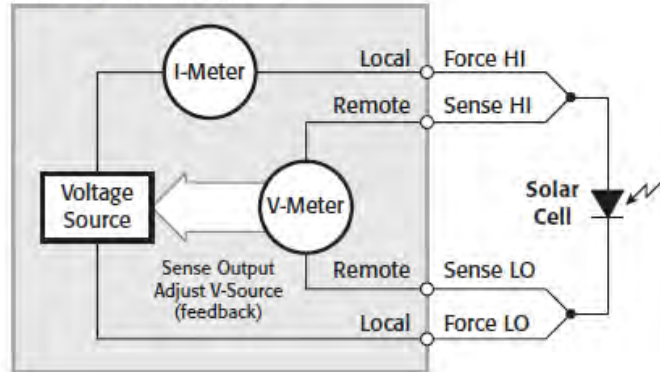 I-Meter
Local
Force HI
Remote
Sense HI
Voltage
Source
V-Meter
Solar
Cell
Sense Output
Adjust V-Source
(feedback)
Remote
Sense LO
Local
Force LO